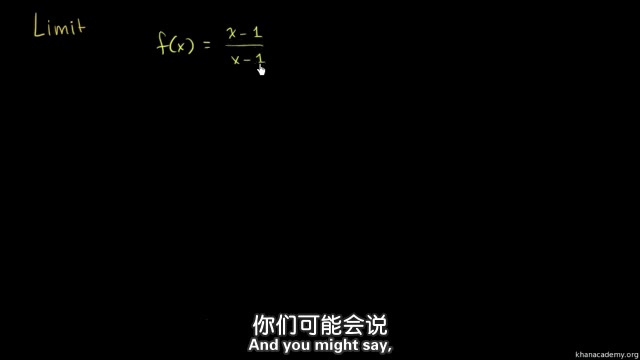 Limit
f(x) = x - 1 / x - 1
你们可能会说
And you might say,
khanacademy.org